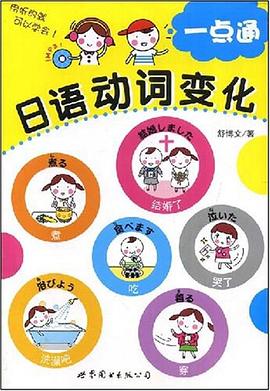 用听的就
可以学会！
MP3
一点通
日语动词变化
舒博文/著
結婚しました
结婚了
煮る
煮
食べます
吃
泣いた
哭了
浴びよう
洗澡吧
着る
穿
世界图书出版公司